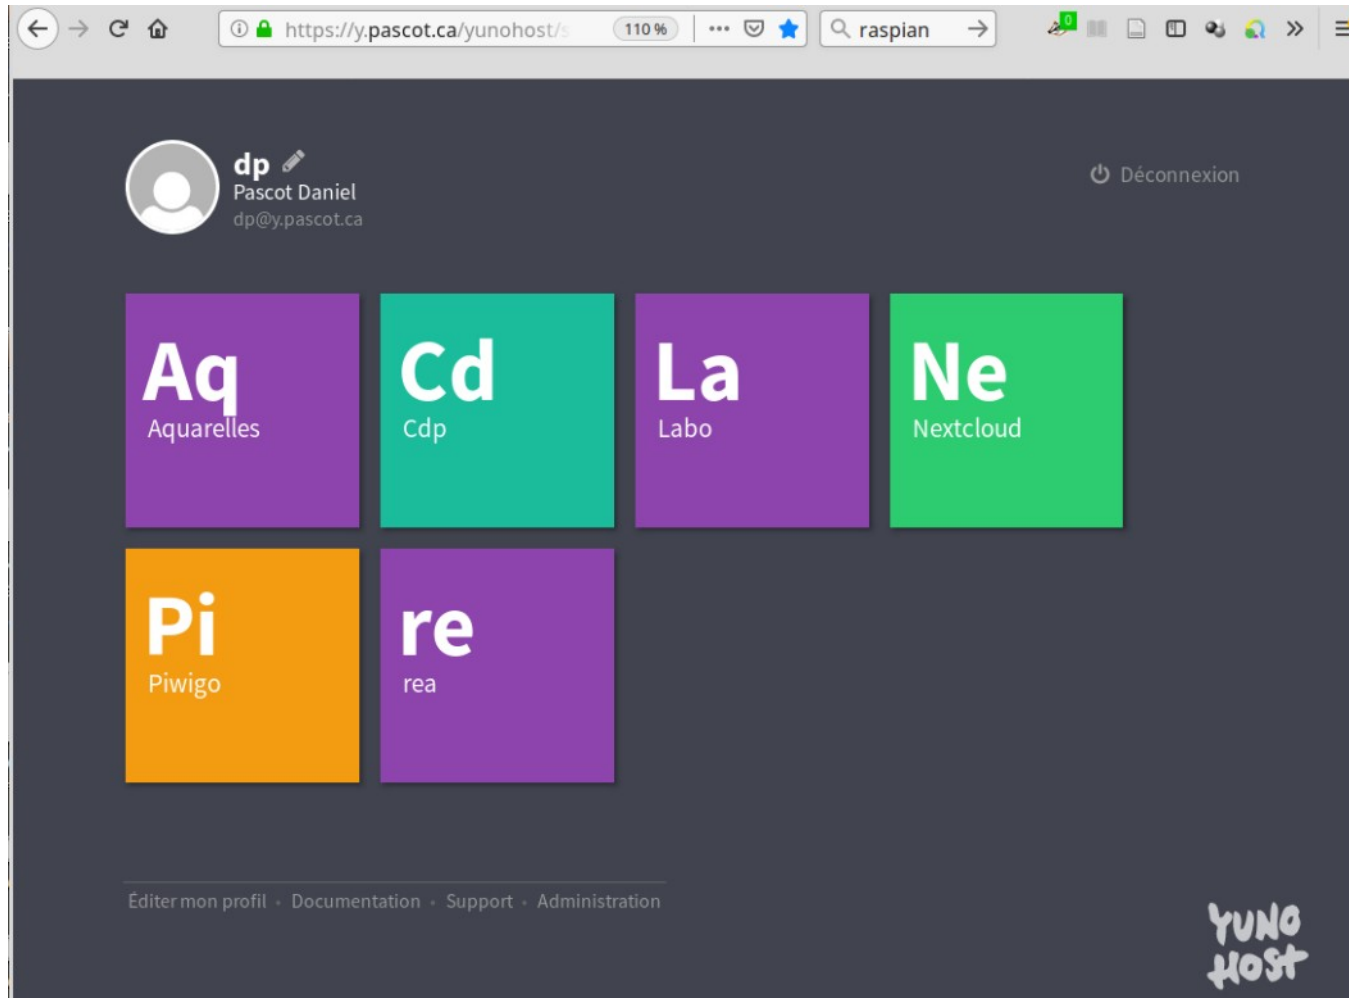 https://y.pascot.ca/yunohost/s 110 % raspian 0
dp
Pascot Daniel
dp@y.pascot.ca
Déconnexion
Aq
Aquarelles
Cd
Cdp
La
Labo
Ne
Nextcloud
Pi
Piwigo
re
rea
Éditer mon profil • Documentation • Support • Administration
YUNO
HOST